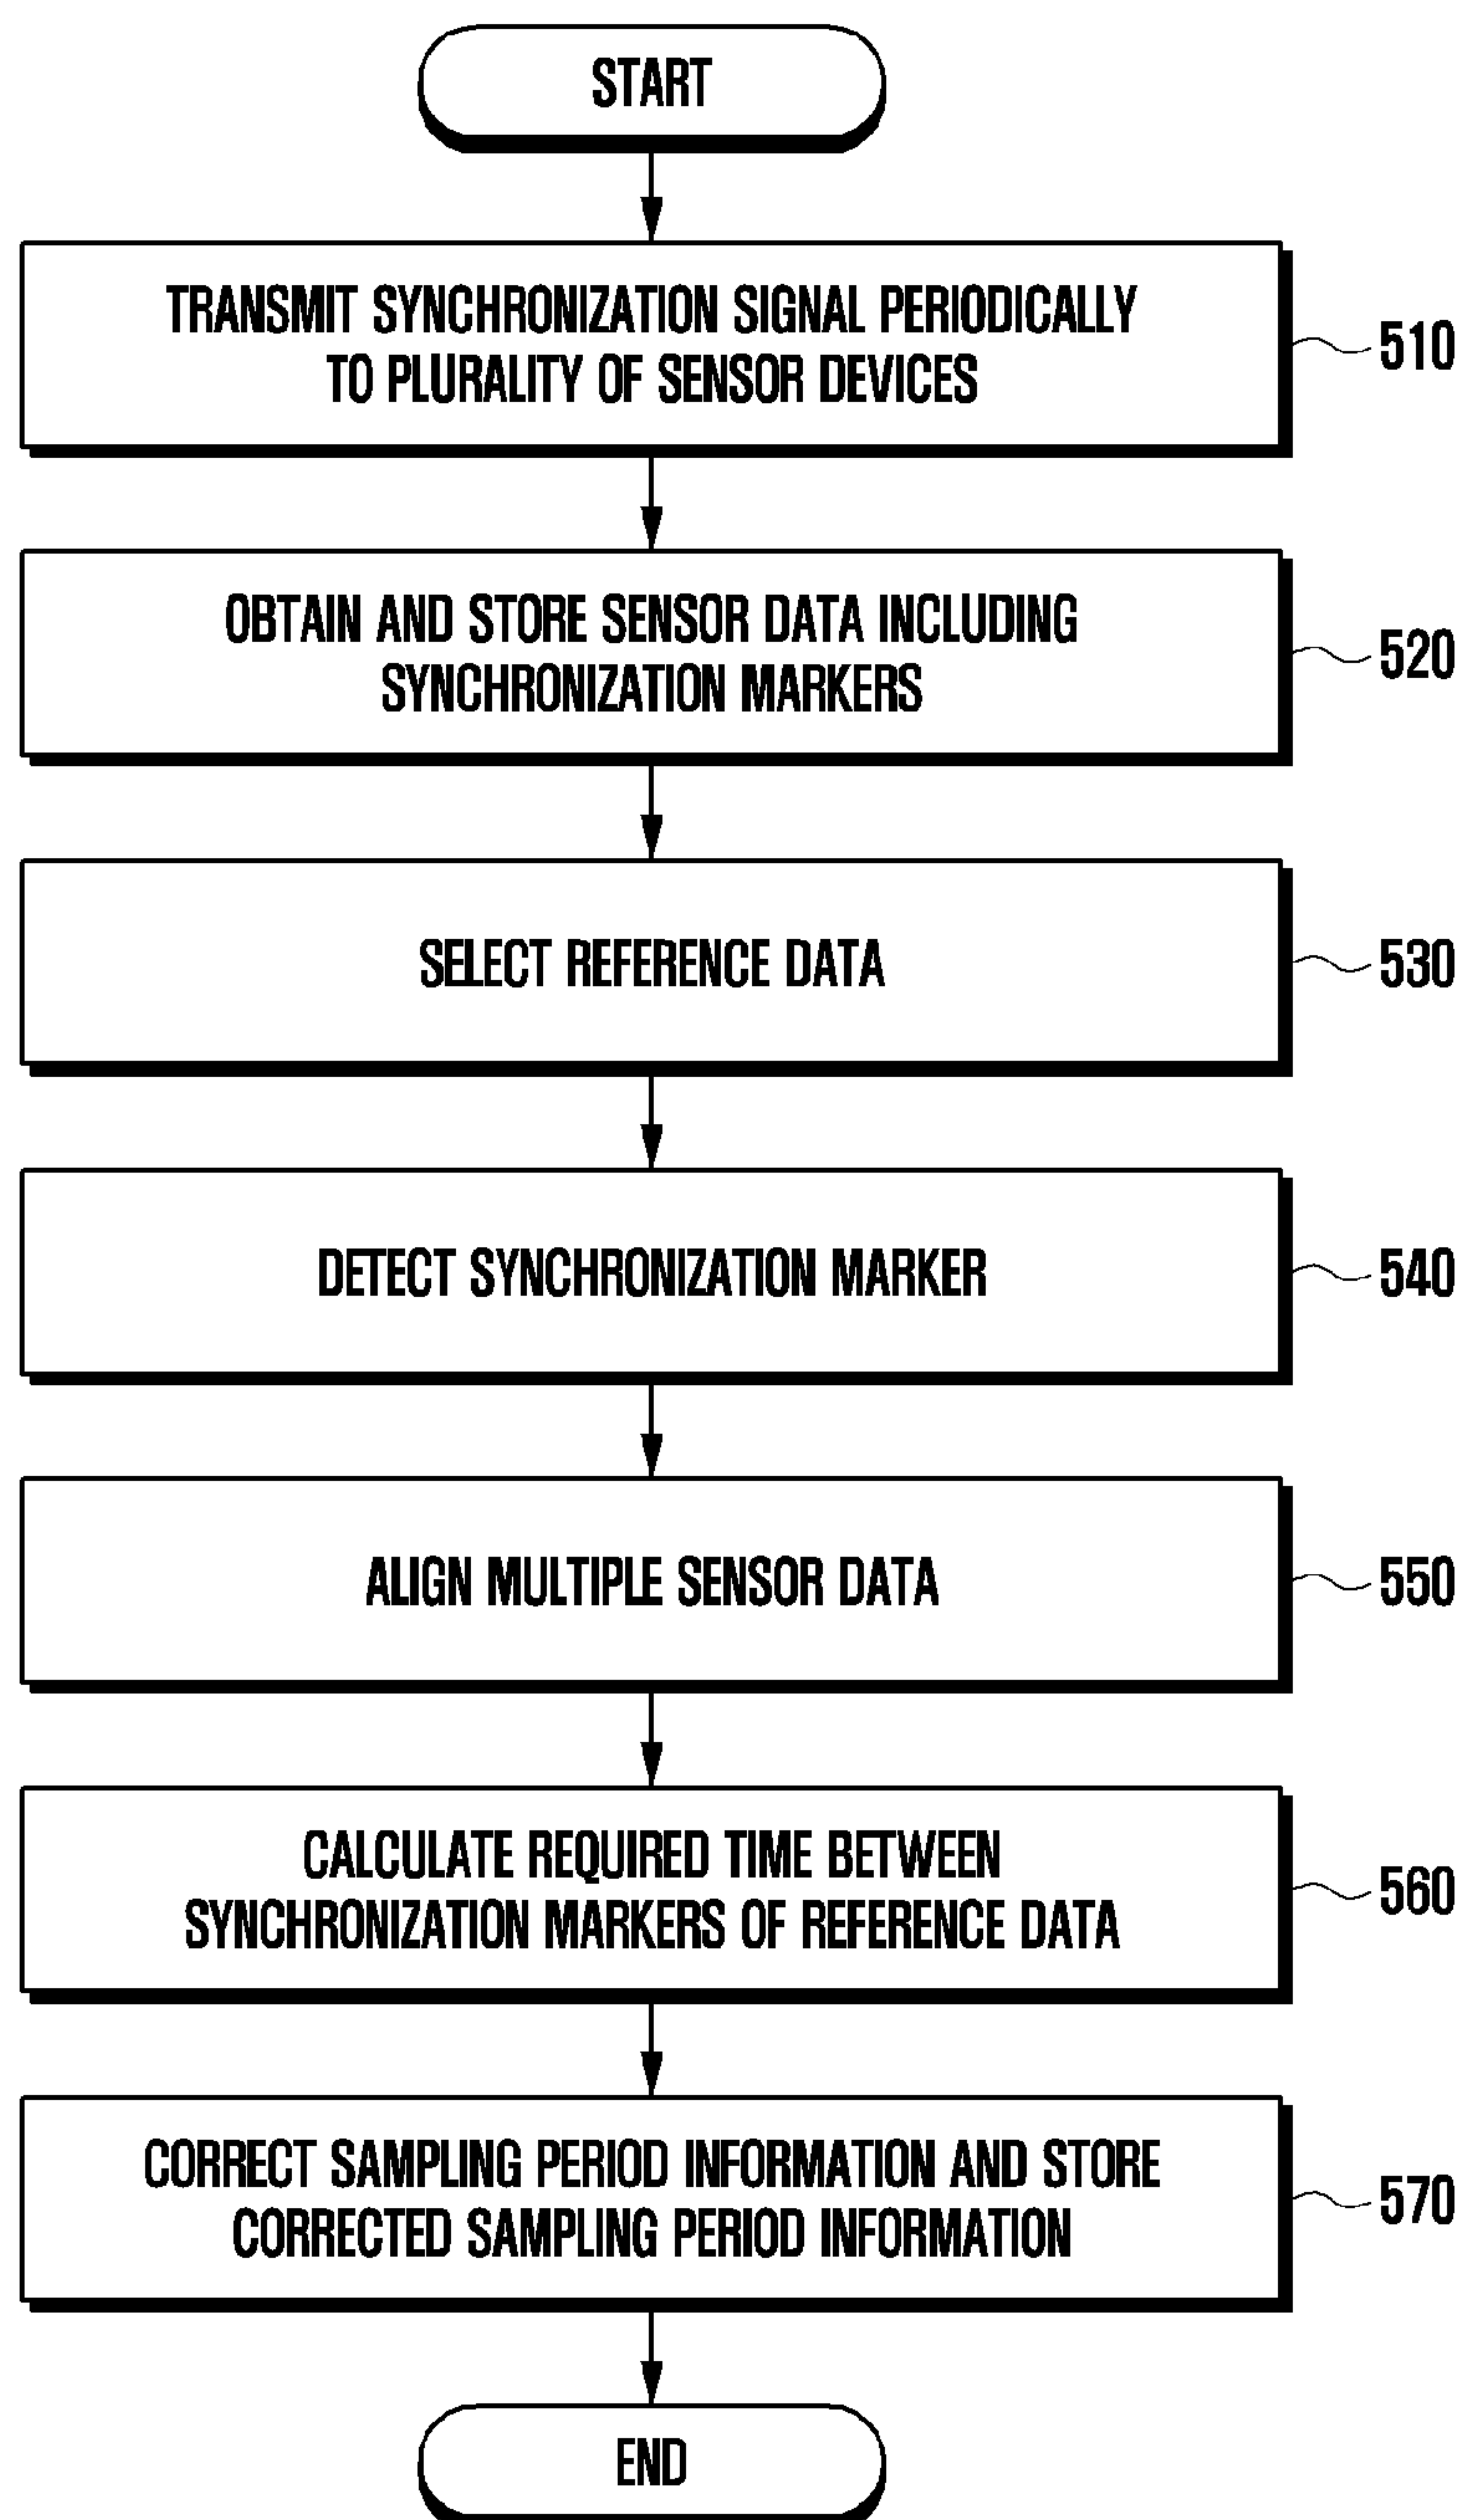 START
TRANSMIT SYNCHRONIZATION SIGNAL PERIODICALLY
TO PLURALITY OF SENSOR DEVICES
510
OBTAIN AND STORE SENSOR DATA INCLUDING
SYNCHRONIZATION MARKERS
520
SELECT REFERENCE DATA
530
DETECT SYNCHRONIZATION MARKER
540
ALIGN MULTIPLE SENSOR DATA
550
CALCULATE REQUIRED TIME BETWEEN
SYNCHRONIZATION MARKERS OF REFERENCE DATA
560
CORRECT SAMPLING PERIOD INFORMATION AND STORE
CORRECTED SAMPLING PERIOD INFORMATION
570
END